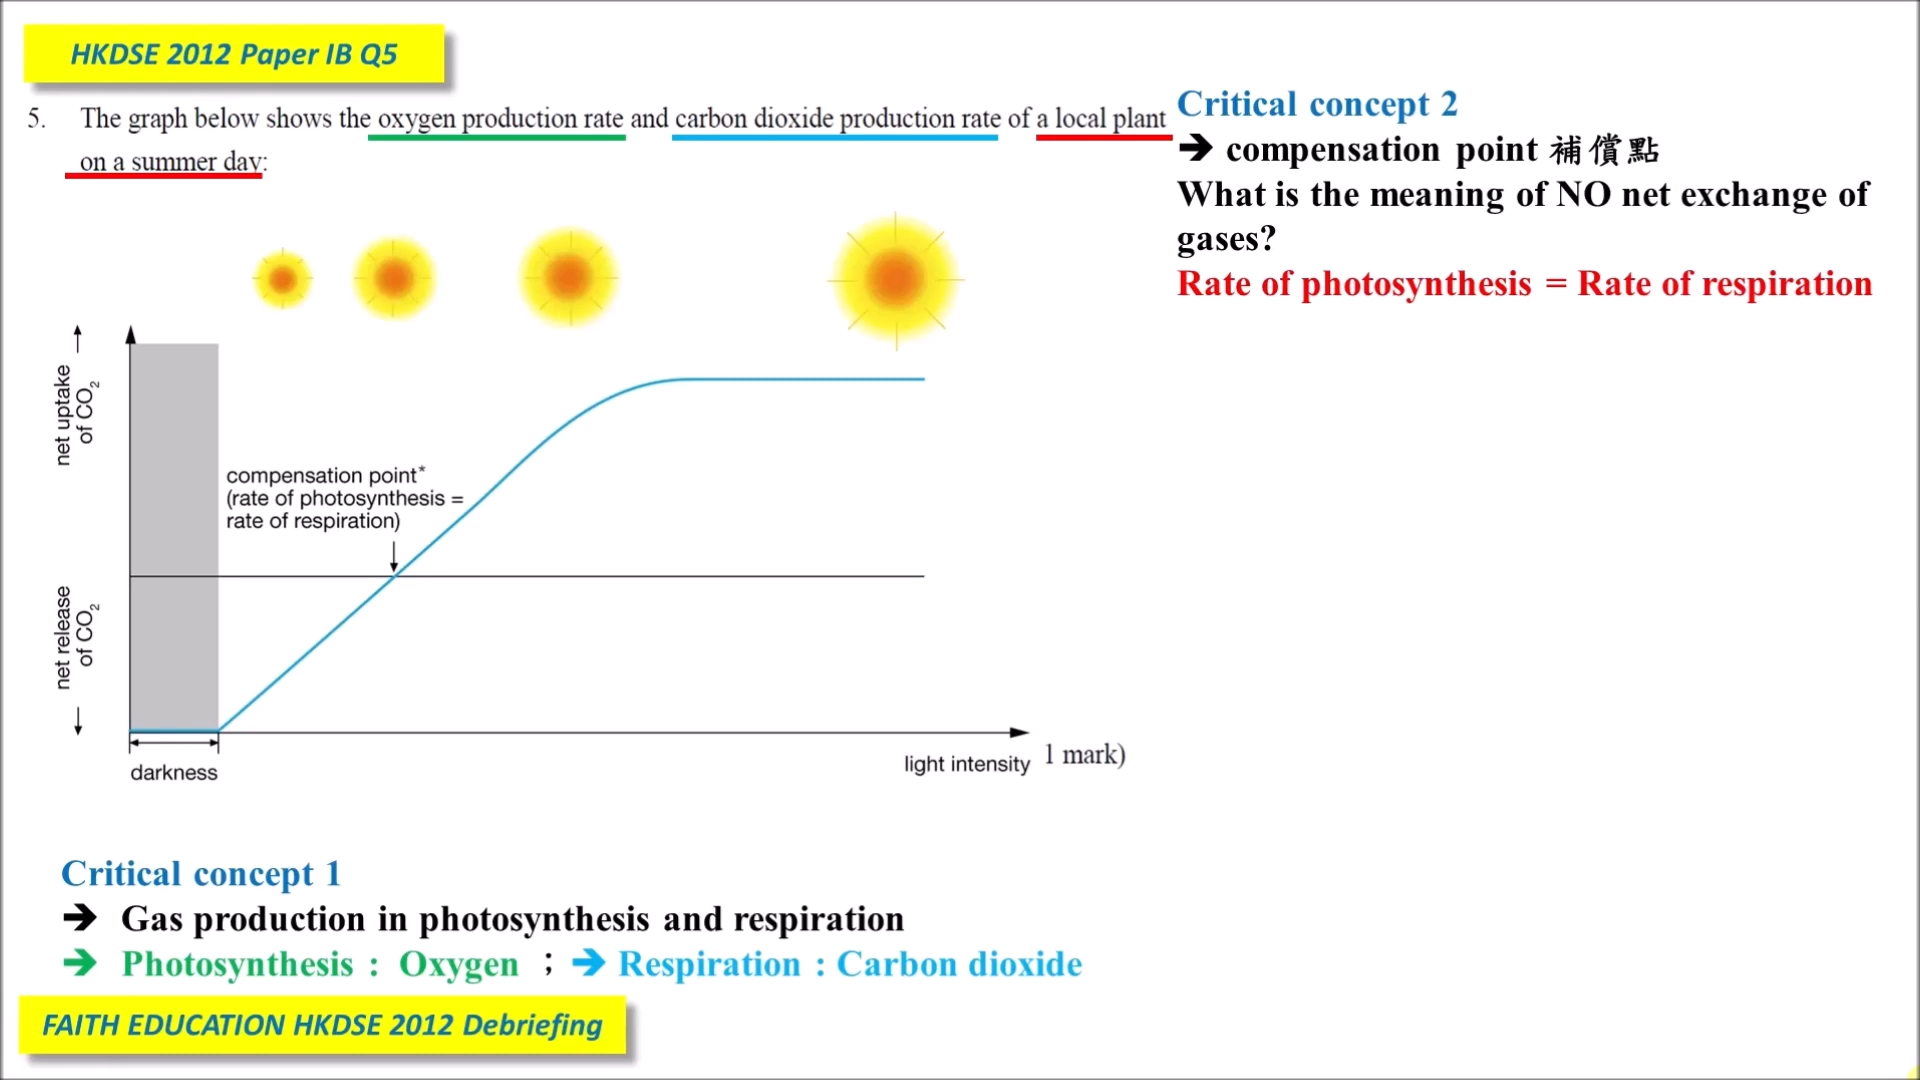 HKDSE 2012 Paper IB Q5
5. The graph below shows the oxygen production rate and carbon dioxide production rate of a local plant
on a summer day:
Critical concept 2
➔ compensation point 補償點
What is the meaning of NO net exchange of
gases?
Rate of photosynthesis = Rate of respiration
net uptake
of CO₂
compensation point*
(rate of photosynthesis =
rate of respiration)
net release
of CO₂
darkness
light intensity
1 mark)
Critical concept 1
➔ Gas production in photosynthesis and respiration
➔ Photosynthesis : Oxygen ; ➔ Respiration : Carbon dioxide
FAITH EDUCATION HKDSE 2012 Debriefing